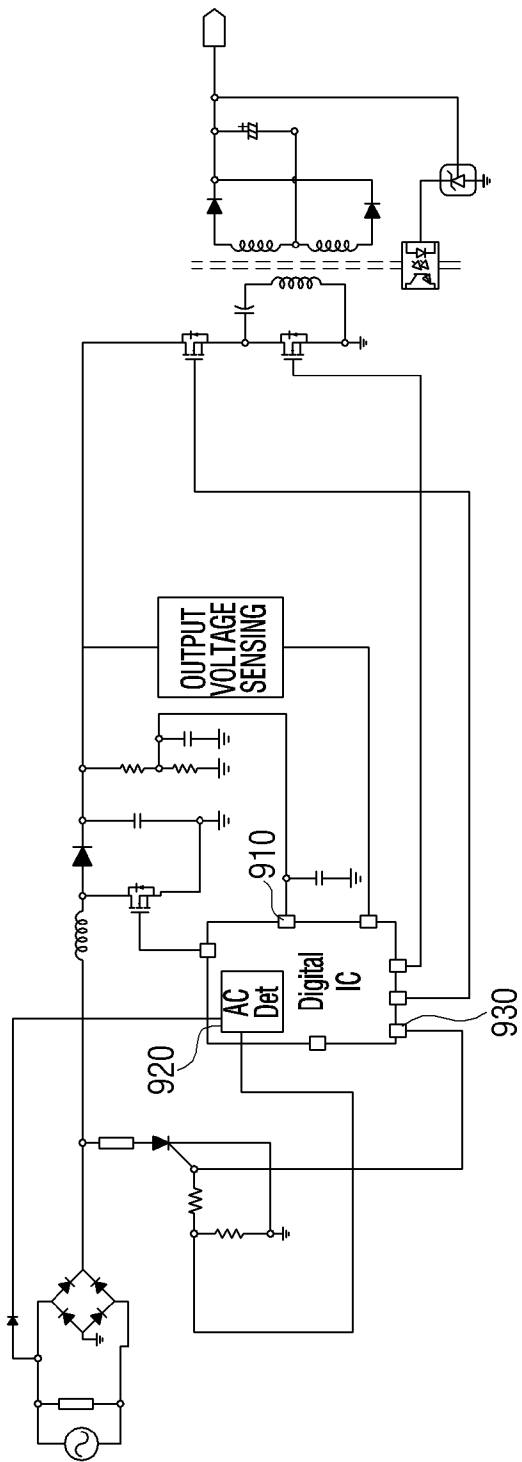 920
AC
Det
Digital
IC
910
930
OUTPUT
VOLTAGE
SENSING